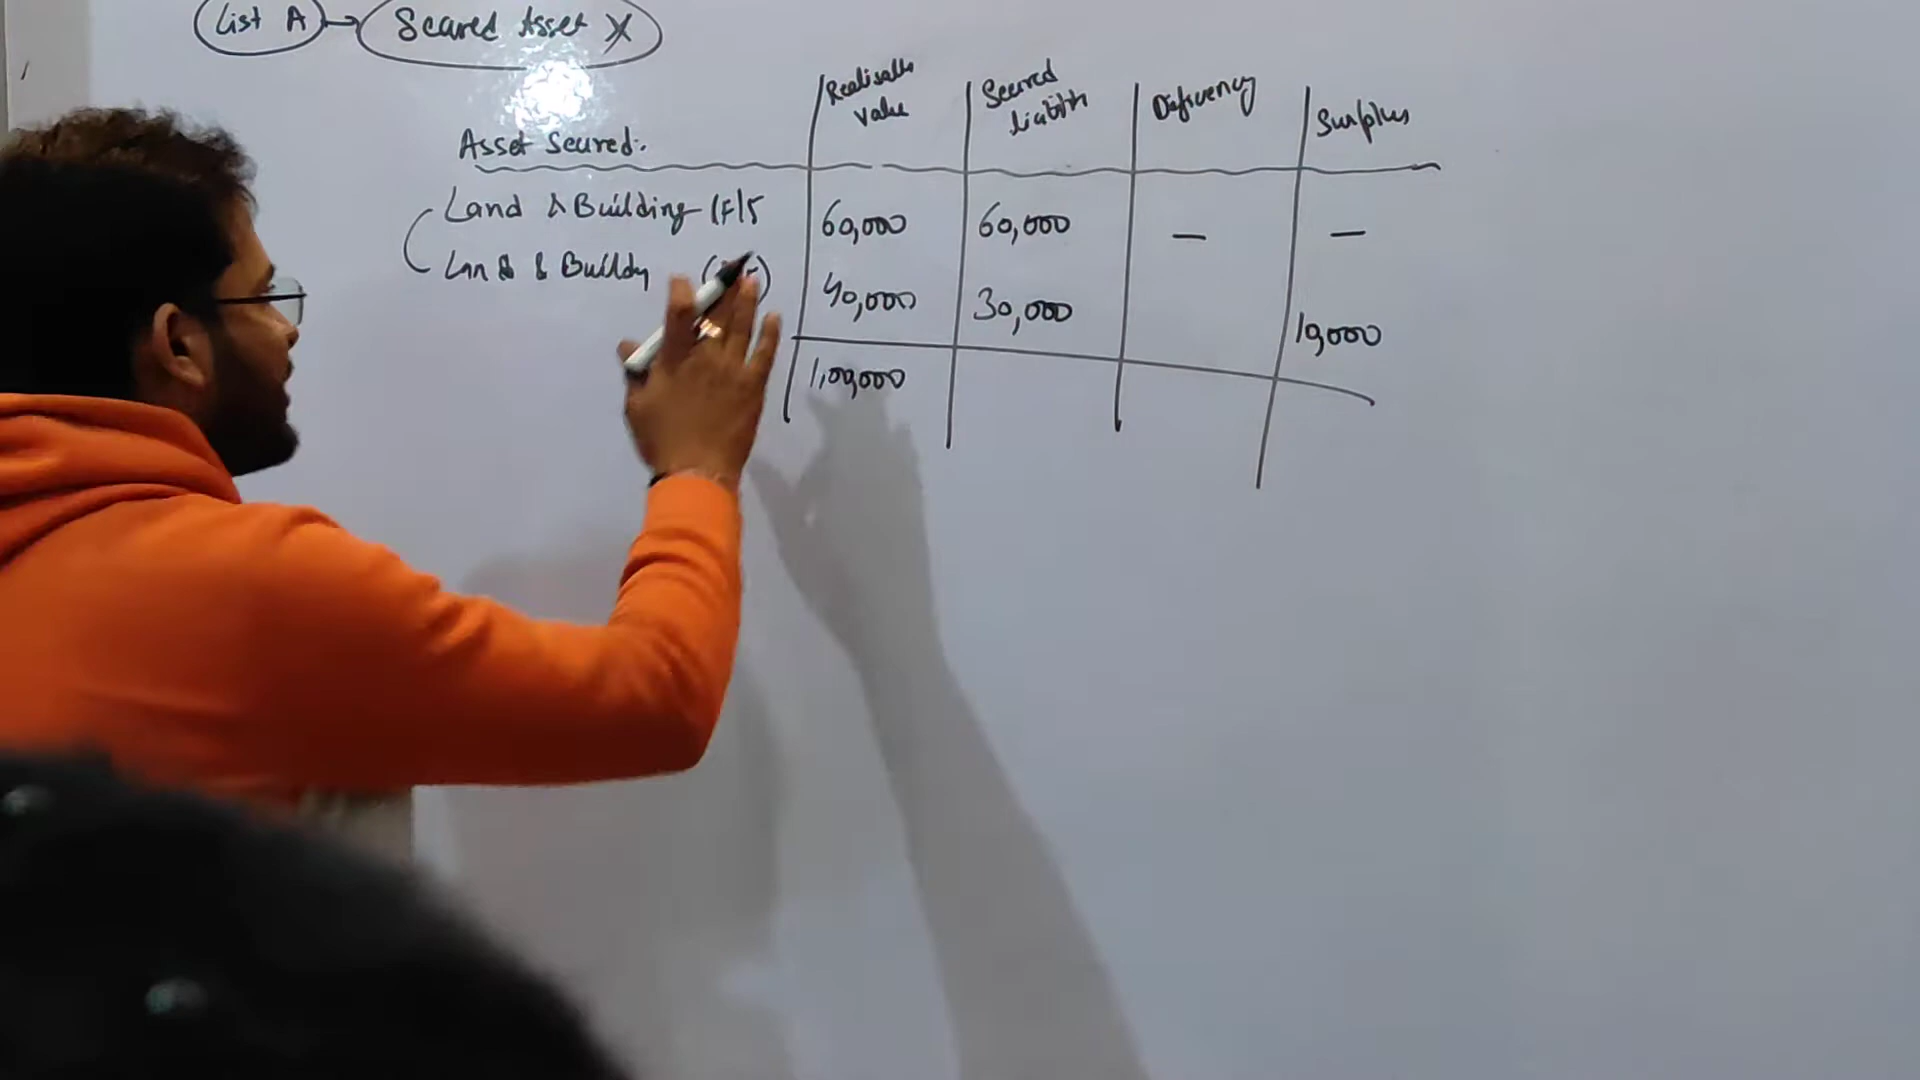 List A → Secured Asset X
Realisable Value
Secured Liability
Deficiency
Surplus
Asset Secured:-
Land & Building 60,000 60,000 — —
Land & Building 40,000 30,000 10,000
1,00,000